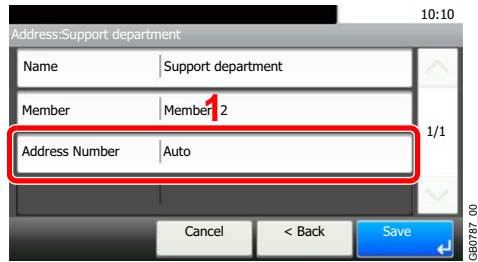 10:10
Address:Support department
Name Support department
Member Member: 2
1
1/1
Address Number Auto
Cancel < Back Save
GB0787_00